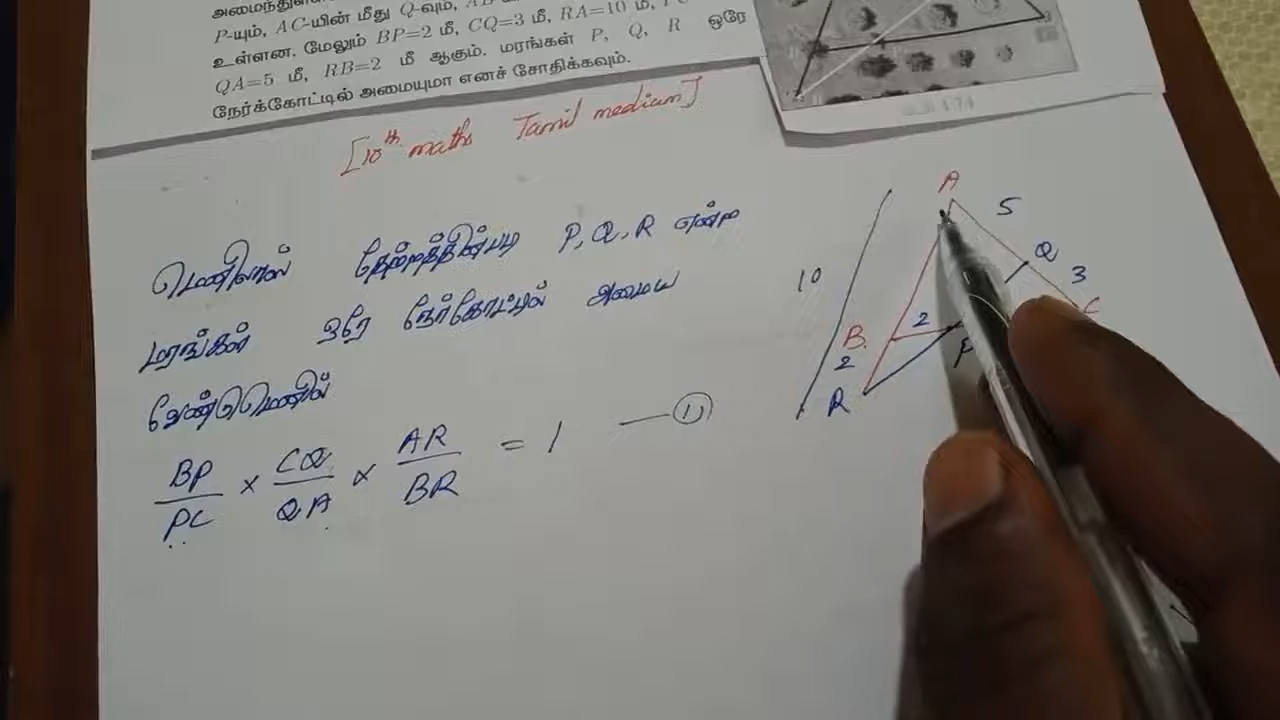 P-யும், AC-யின் மீது Q-வும்,
உள்ளன. மேலும் BP=2 மீ, CQ=3 மீ, RA=10 மீ,
QA=5 மீ, RB=2 மீ ஆகும். மரங்கள் P, Q, R ஒரே
நேர்க்கோட்டில் அமையுமா எனச் சோதிக்கவும்.
[10th maths Tamil medium]
மெனிலாஸ் தேற்றத்தின்படி P, Q, R என்ற
மரங்கள் ஒரே நேர்கோட்டில் அமைய
வேண்டுமெனில்
BP/PC × CQ/QA × AR/BR = 1 — (1)
A
5
Q
10
3
C
B
2
P
2
R